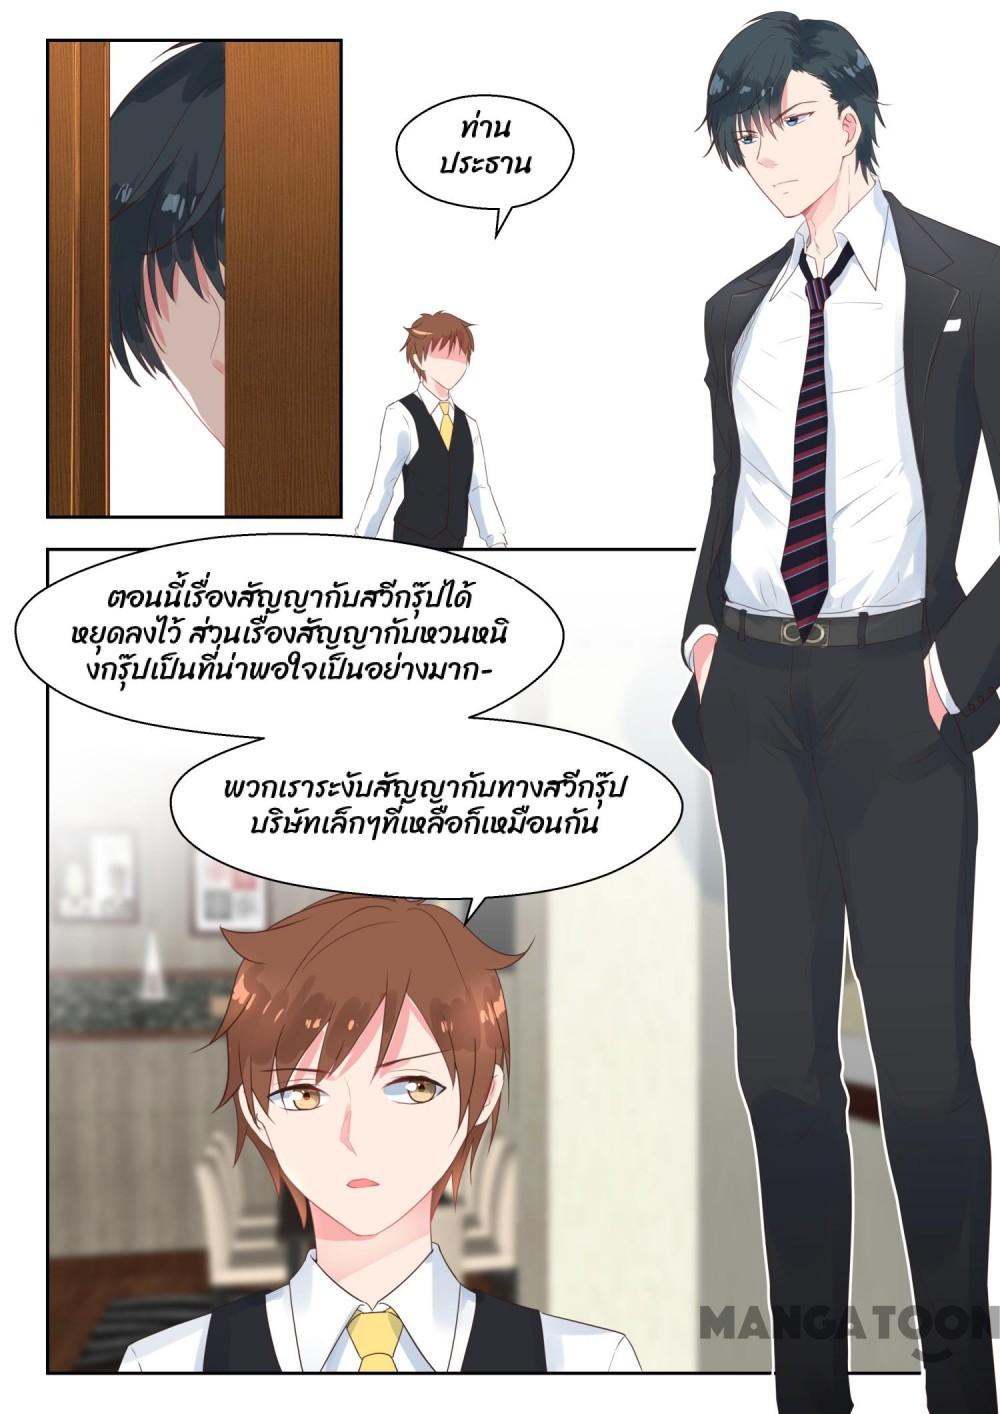 ท่าน
ประธาน
ตอนนี้เรื่องสัญญากับสวีกรุ๊ปได้
หยุดลงไว้ ส่วนเรื่องสัญญากับหวนหนิ
งกรุ๊ปเป็นที่น่าพอใจเป็นอย่างมาก-
พวกเราระงับสัญญากับทางสวีกรุ๊ป
บริษัทเล็กๆที่เหลือก็เหมือนกัน
MANGATOON